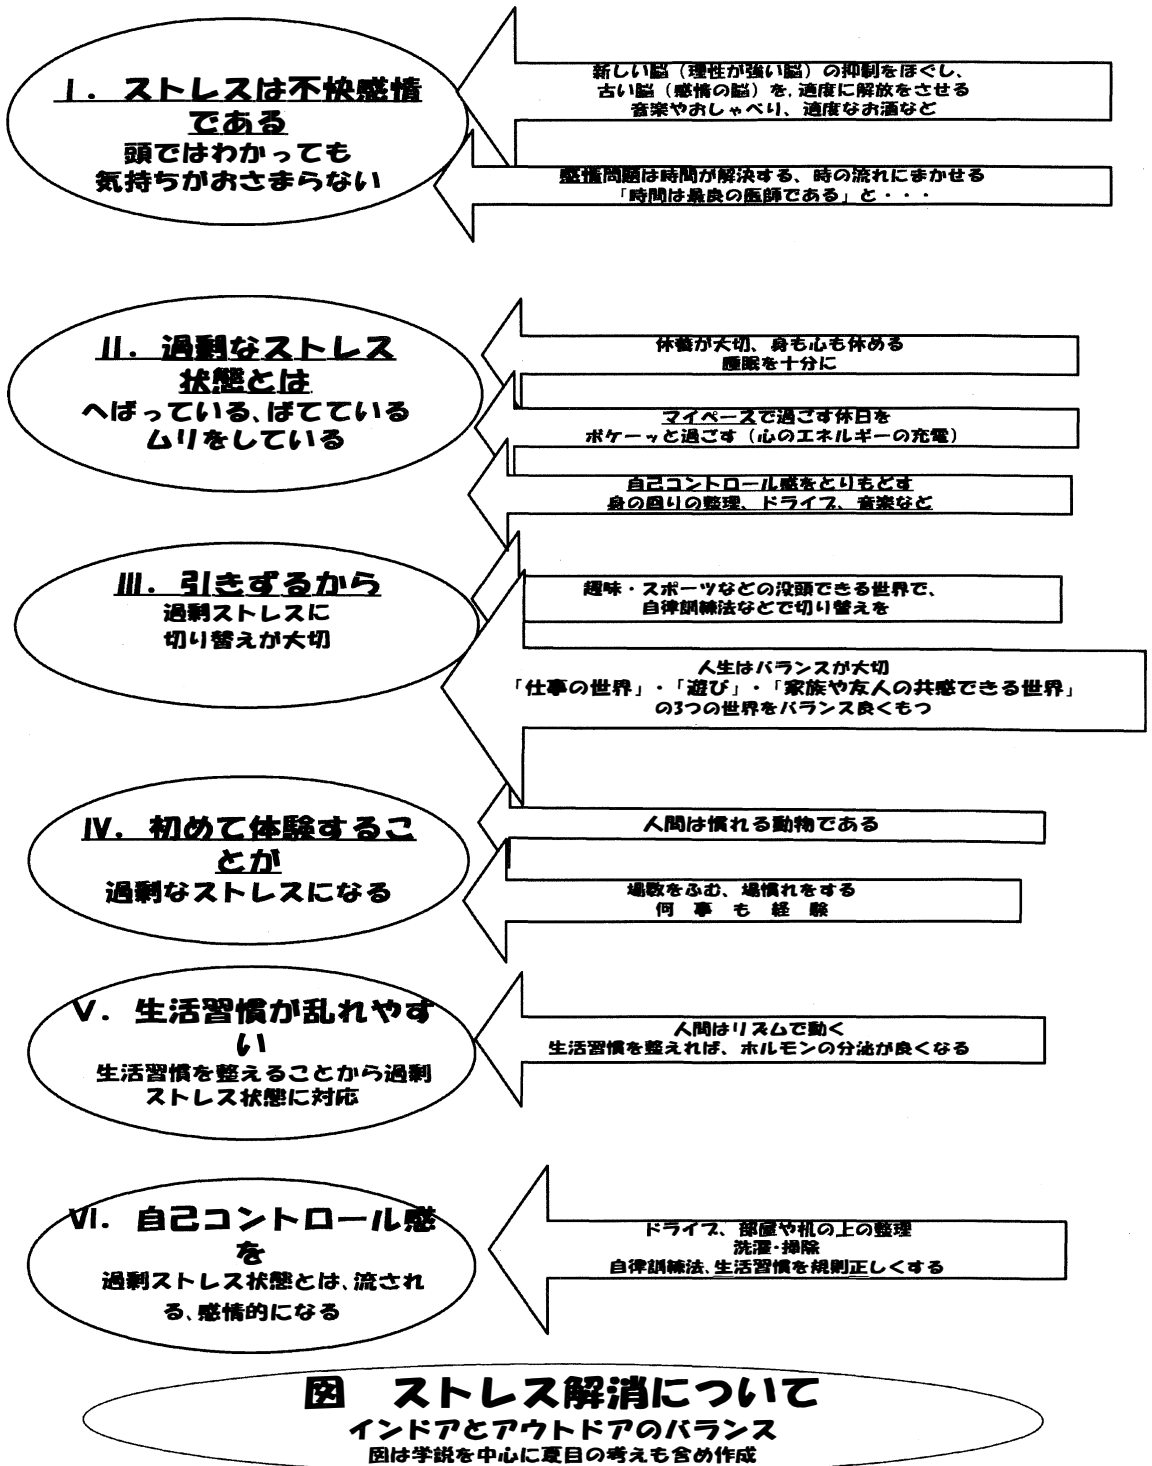 Ⅰ．ストレスは不快感情
である
頭ではわかっても
気持ちがおさまらない
新しい脳（理性が強い脳）の抑制をほぐし、
古い脳（感情の脳）を,適度に解放をさせる
音楽やおしゃべり、適度なお酒など
感情問題は時間が解決する、時の流れにまかせる
「時間は最良の医師である」と・・・
Ⅱ．過剰なストレス
状態とは
へばっている、ばてている
ムリをしている
休養が大切、身も心も休める
睡眠を十分に
マイペースで過ごす休日を
ボケーッと過ごす（心のエネルギーの充電）
自己コントロール感をとりもどす
身の回りの整理、ドライブ、音楽など
Ⅲ．引きずるから
過剰ストレスに
切り替えが大切
趣味・スポーツなどの没頭できる世界で、
自律訓練法などで切り替えを
人生はバランスが大切
「仕事の世界」・「遊び」・「家族や友人の共感できる世界」
の3つの世界をバランス良くもつ
Ⅳ．初めて体験するこ
とが
過剰なストレスになる
人間は慣れる動物である
場数をふむ、場慣れをする
何 事 も 経 験
Ⅴ．生活習慣が乱れやす
い
生活習慣を整えることから過剰
ストレス状態に対応
人間はリズムで動く
生活習慣を整えれば、ホルモンの分泌が良くなる
Ⅵ．自己コントロール感
を
過剰ストレス状態とは、流され
る、感情的になる
ドライブ、部屋や机の上の整理
洗濯・掃除
自律訓練法、生活習慣を規則正しくする
図　ストレス解消について
インドアとアウトドアのバランス
図は学説を中心に夏目の考えも含め作成